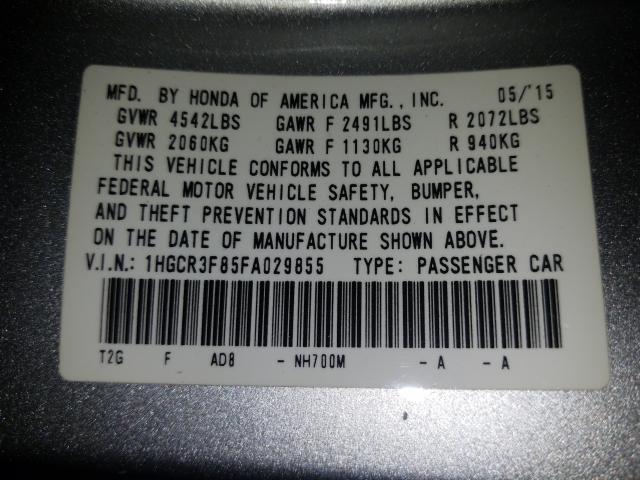 MFD. BY HONDA OF AMERICA MFG., INC. 05/'15
GVWR 4542LBS GAWR F 2491LBS R 2072LBS
GVWR 2060KG GAWR F 1130KG R 940KG
THIS VEHICLE CONFORMS TO ALL APPLICABLE
FEDERAL MOTOR VEHICLE SAFETY, BUMPER,
AND THEFT PREVENTION STANDARDS IN EFFECT
ON THE DATE OF MANUFACTURE SHOWN ABOVE.
V.I.N.: 1HGCR3F85FA029855 TYPE: PASSENGER CAR
T2G F AD8 - NH700M - A - A